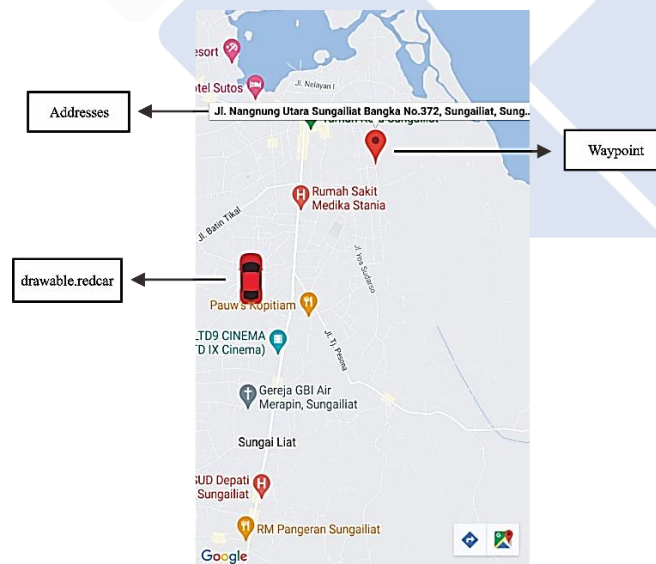 esort
tel Sutos
Jl. Nelayan I
Addresses
Jl. Nangnung Utara Sungailiat Bangka No.372, Sungailiat, Sung..
Waypoint
Rumah Sakit
Medika Stania
Jl. Batin Tikal
Jl. Yos Sudarso
drawable.redcar
Pauw's Kopitiam
LTD9 CINEMA
TD IX Cinema)
Jl. Tj. Pesona
Gereja GBI Air
Merapin, Sungailiat
Sungai Liat
SUD Depati
Sungailiat
RM Pangeran Sungailiat
Google